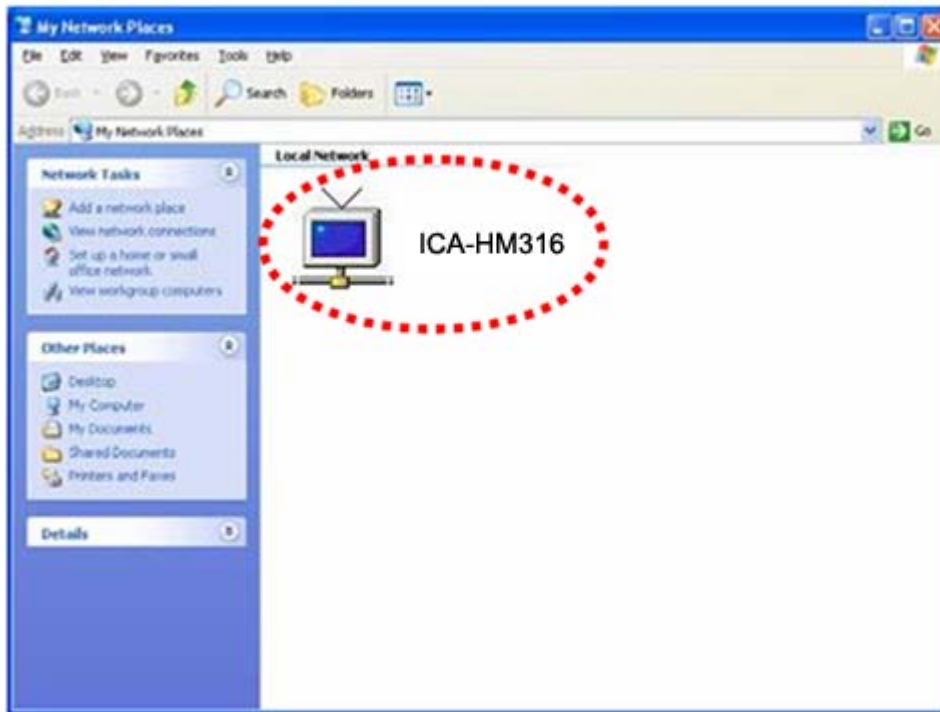 My Network Places
File Edit View Favorites Tools Help
Back Search Folders
Address My Network Places Go
Network Tasks
Add a network place
View network connections
Set up a home or small
office network
View workgroup computers
Other Places
Desktop
My Computer
My Documents
Shared Documents
Printers and Faxes
Details
Local Network
ICA-HM316